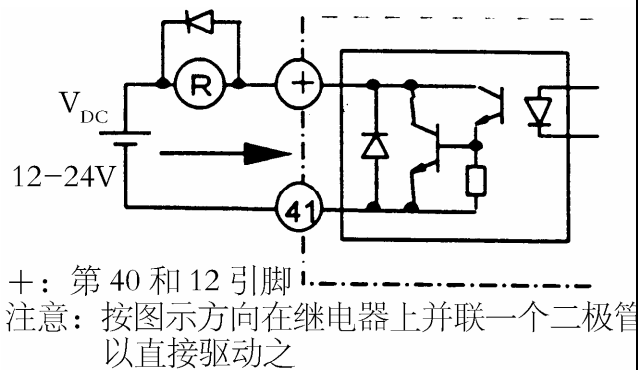 R
+
V DC
12-24V
41
+：第 40 和 12 引脚
注意：按图示方向在继电器上并联一个二极管
以直接驱动之